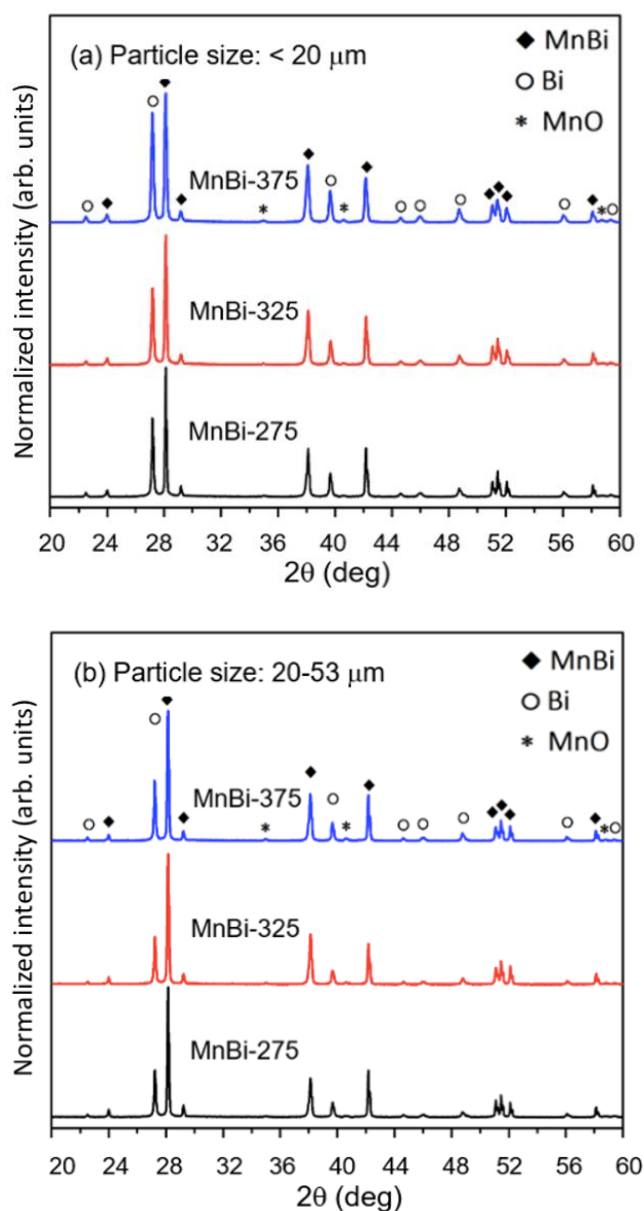 (a) Particle size: < 20 μm
◆ MnBi
○ Bi
* MnO
MnBi-375
MnBi-325
MnBi-275
Normalized intensity (arb. units)
20 24 28 32 36 40 44 48 52 56 60
2θ (deg)
(b) Particle size: 20-53 μm
◆ MnBi
○ Bi
* MnO
MnBi-375
MnBi-325
MnBi-275
Normalized intensity (arb. units)
20 24 28 32 36 40 44 48 52 56 60
2θ (deg)